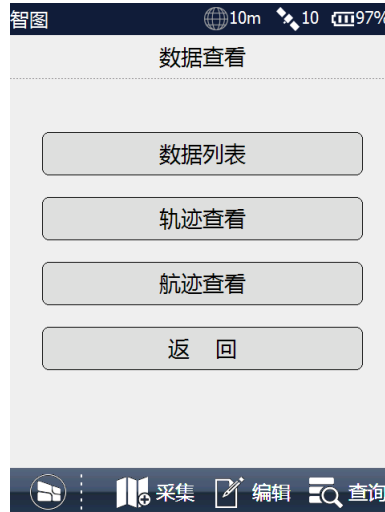 智图 10m 10 97%
数据查看
数据列表
轨迹查看
航迹查看
返 回
采集 编辑 查询